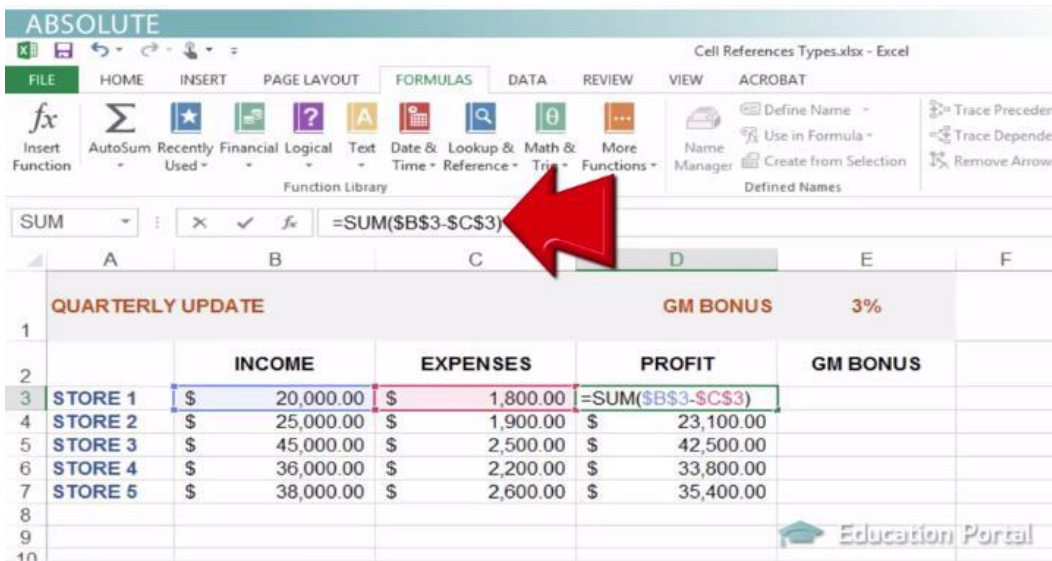 ABSOLUTE
Cell References Types.xlsx - Excel
FILE HOME INSERT PAGE LAYOUT FORMULAS DATA REVIEW VIEW ACROBAT
fx Σ ? A θ
Insert Function AutoSum Recently Used Financial Logical Text Date & Time Lookup & Reference Math & Trig More Functions Name Manager
Define Name
Use in Formula
Create from Selection
Trace Preceden
Trace Depende
Remove Arrow
Function Library Defined Names
SUM fx =SUM($B$3-$C$3)
A B C D E F
1 QUARTERLY UPDATE GM BONUS 3%
2 INCOME EXPENSES PROFIT GM BONUS
3 STORE 1 $ 20,000.00 $ 1,800.00 =SUM($B$3-$C$3)
4 STORE 2 $ 25,000.00 $ 1,900.00 $ 23,100.00
5 STORE 3 $ 45,000.00 $ 2,500.00 $ 42,500.00
6 STORE 4 $ 36,000.00 $ 2,200.00 $ 33,800.00
7 STORE 5 $ 38,000.00 $ 2,600.00 $ 35,400.00
8
9
10
Education Portal